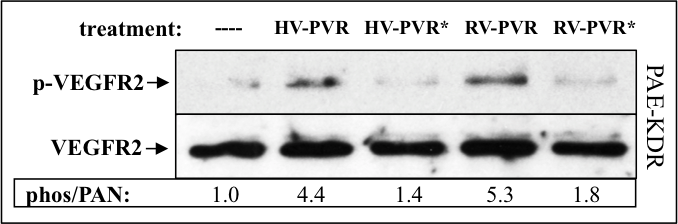 treatment: ---- HV-PVR HV-PVR* RV-PVR RV-PVR*
p-VEGFR2
VEGFR2
phos/PAN: 1.0 4.4 1.4 5.3 1.8
PAE-KDR